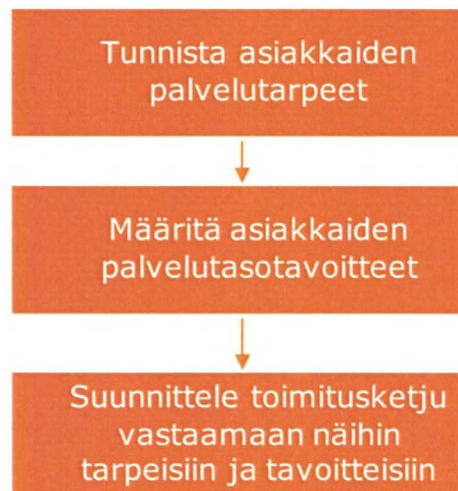 Tunnista asiakkaiden
palvelutarpeet
Määritä asiakkaiden
palvelutasotavoitteet
Suunnittele toimitusketju
vastaamaan näihin
tarpeisiin ja tavoitteisiin